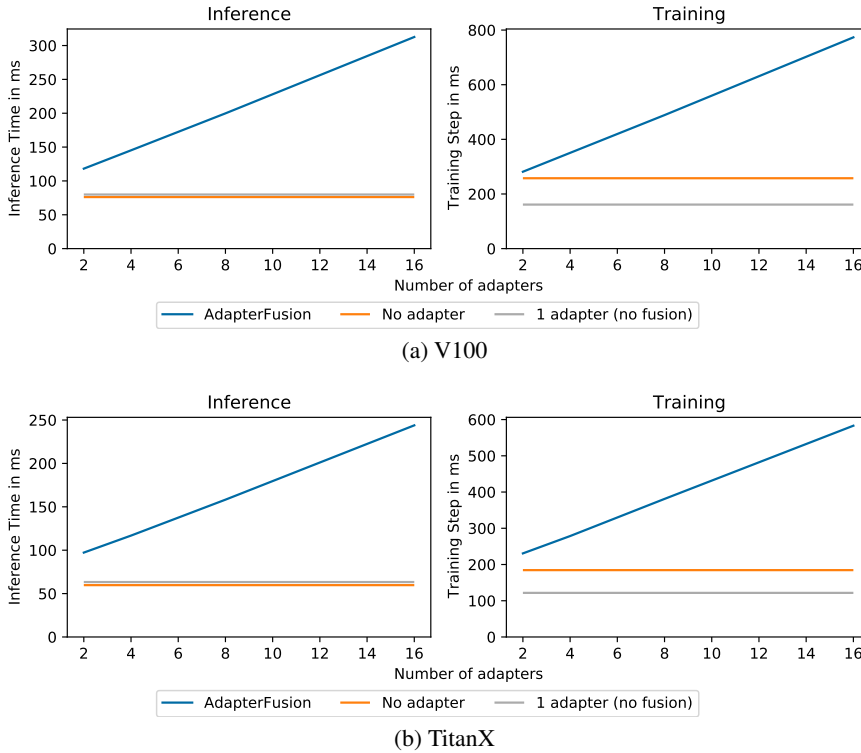 Inference
Training
Inference Time in ms
300
250
200
150
100
50
0
2 4 6 8 10 12 14 16
Training Step in ms
800
600
400
200
0
2 4 6 8 10 12 14 16
Number of adapters
AdapterFusion No adapter 1 adapter (no fusion)
(a) V100
Inference
Training
Inference Time in ms
250
200
150
100
50
0
2 4 6 8 10 12 14 16
Training Step in ms
600
500
400
300
200
100
0
2 4 6 8 10 12 14 16
Number of adapters
AdapterFusion No adapter 1 adapter (no fusion)
(b) TitanX